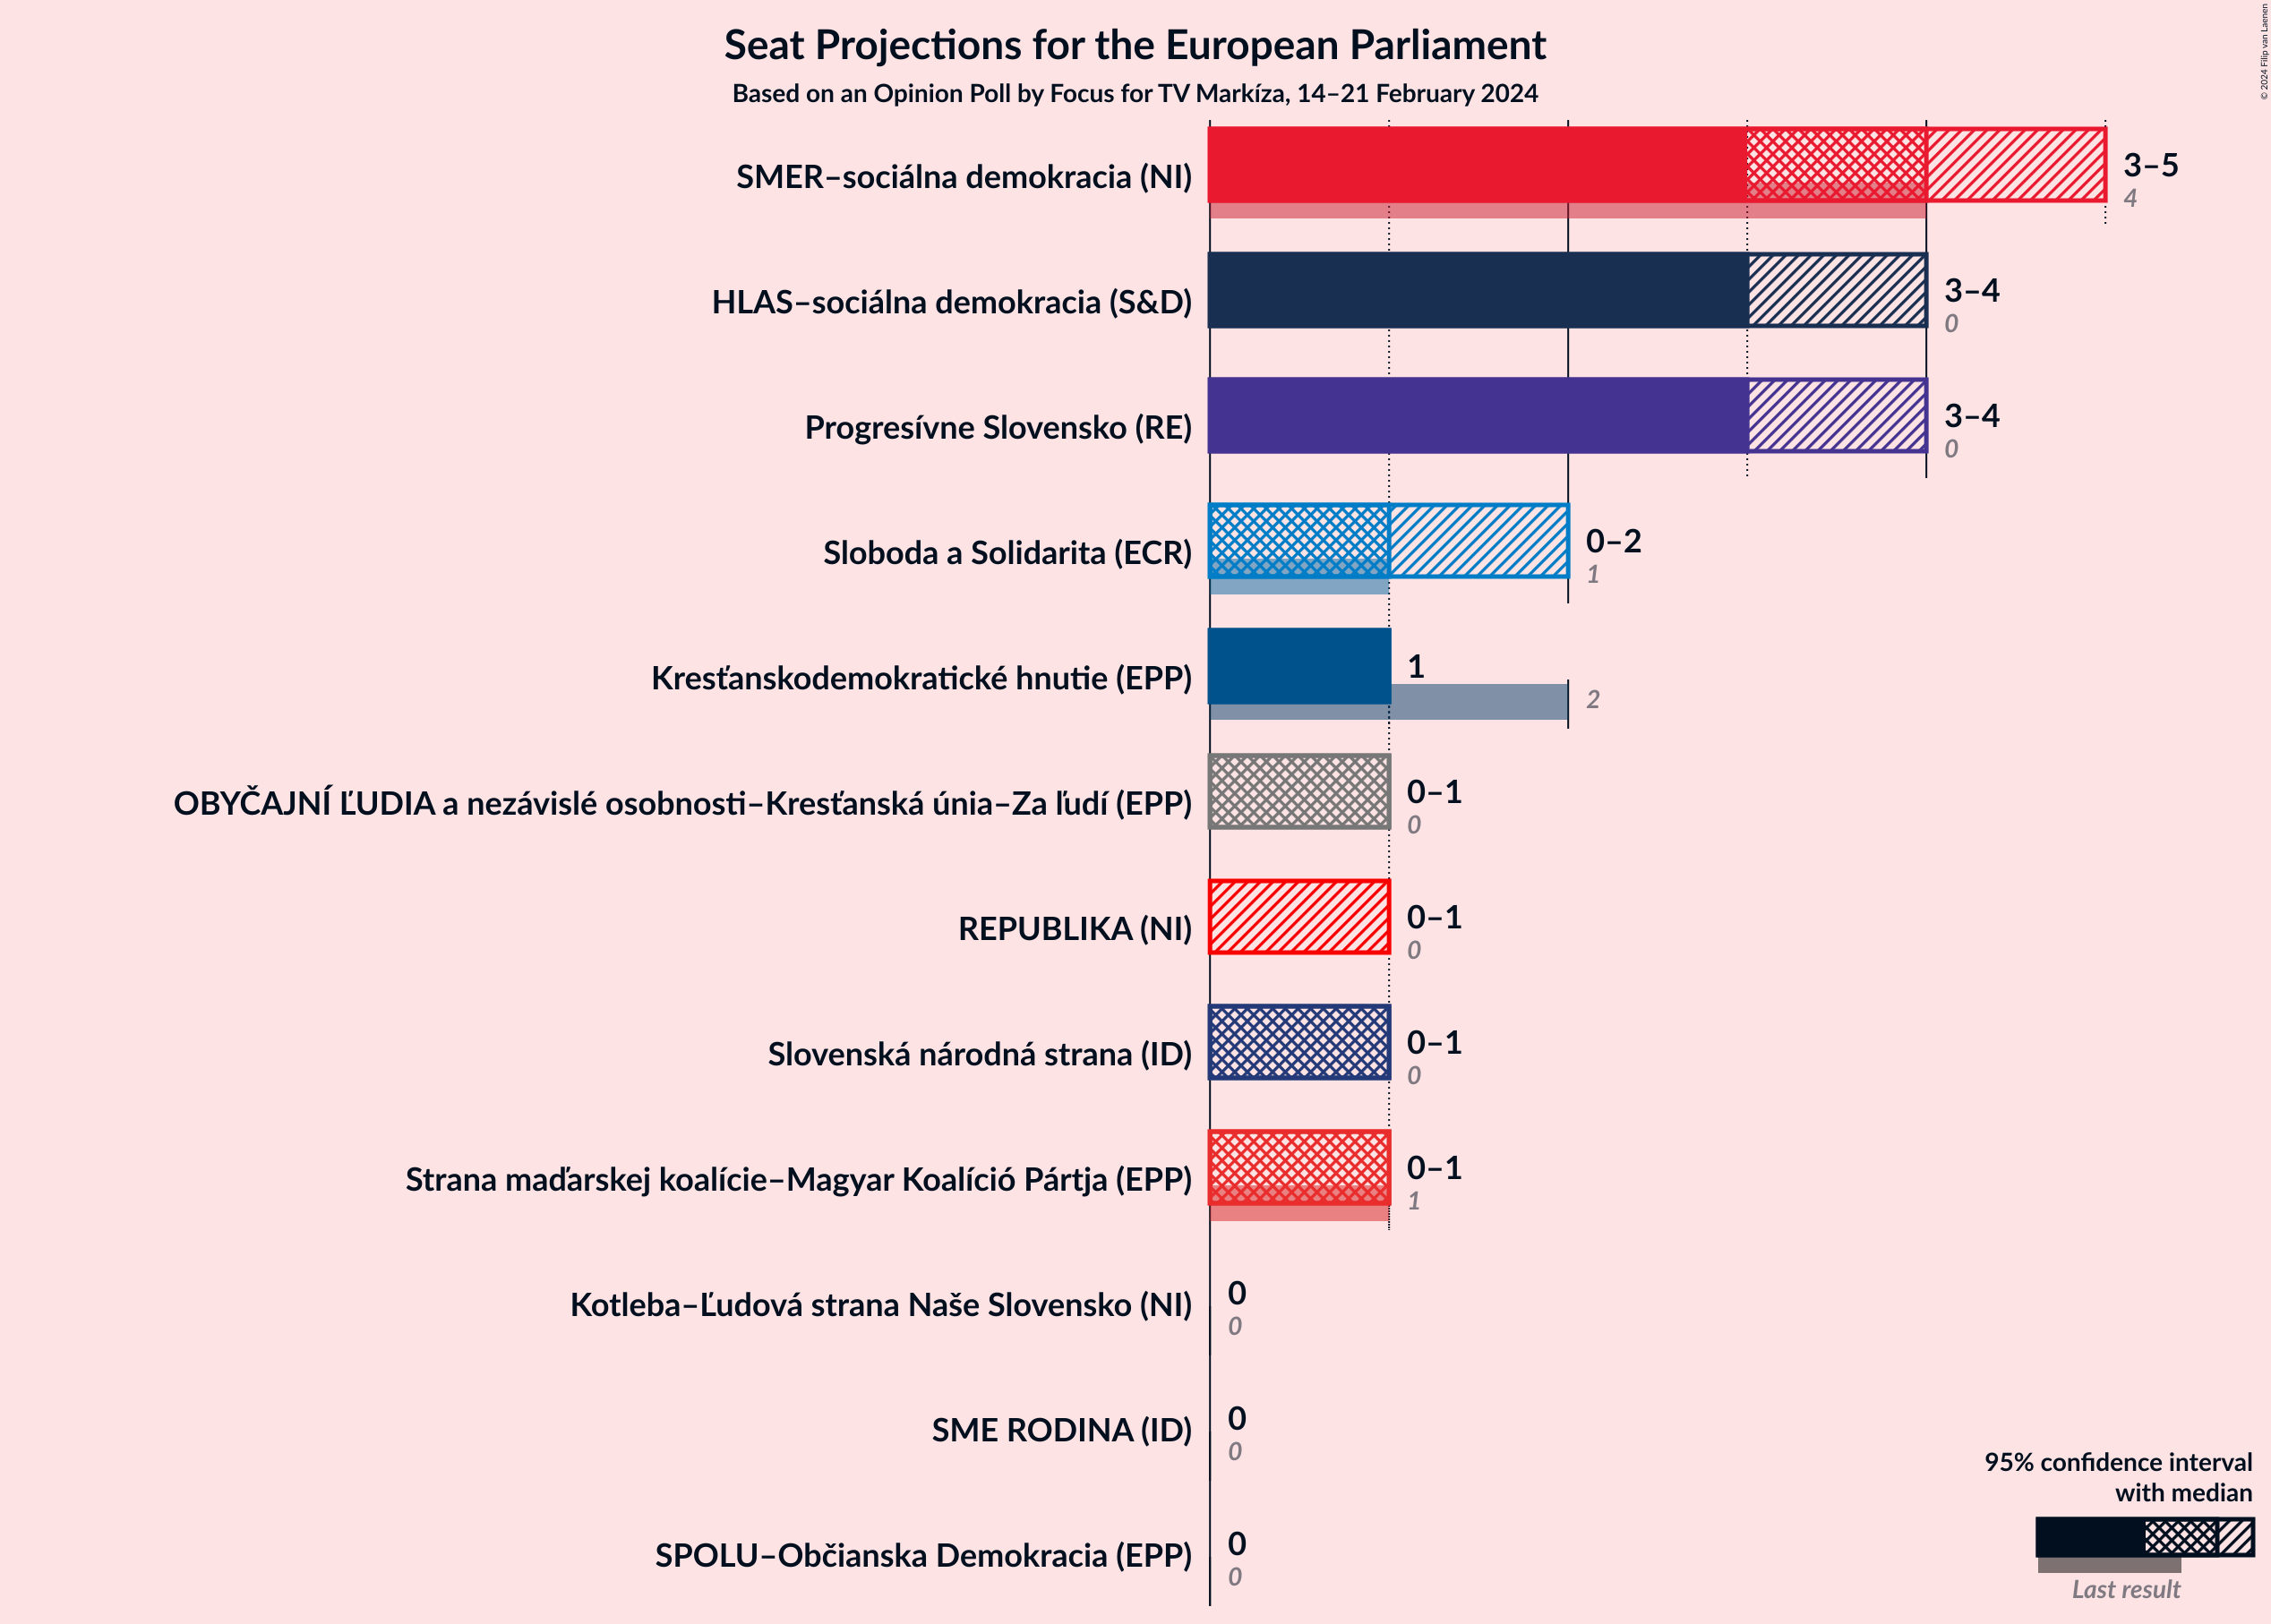 Seat Projections for the European Parliament
Based on an Opinion Poll by Focus for TV Markíza, 14–21 February 2024
© 2024 Filip van Laenen
SMER–sociálna demokracia (NI)
3–5
4
HLAS–sociálna demokracia (S&D)
3–4
0
Progresívne Slovensko (RE)
3–4
0
Sloboda a Solidarita (ECR)
0–2
1
Kresťanskodemokratické hnutie (EPP)
1
2
OBYČAJNÍ ĽUDIA a nezávislé osobnosti–Kresťanská únia–Za ľudí (EPP)
0–1
0
REPUBLIKA (NI)
0–1
0
Slovenská národná strana (ID)
0–1
0
Strana maďarskej koalície–Magyar Koalíció Pártja (EPP)
0–1
1
Kotleba–Ľudová strana Naše Slovensko (NI)
0
0
SME RODINA (ID)
0
0
SPOLU–Občianska Demokracia (EPP)
0
0
95% confidence interval
with median
Last result